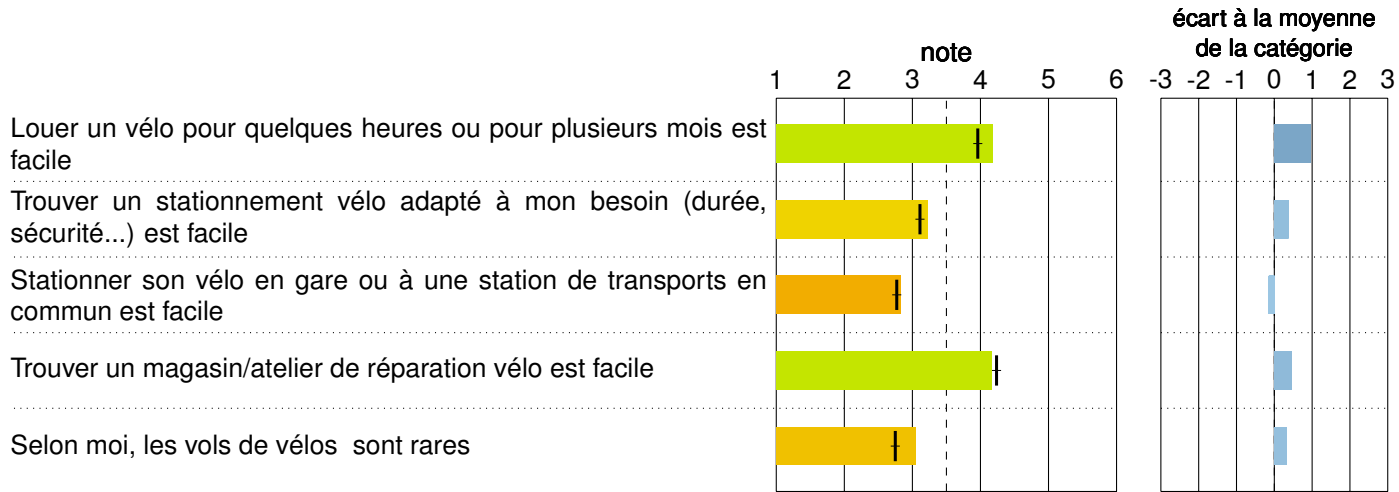 écart à la moyenne
de la catégorie
note
1 2 3 4 5 6
-3 -2 -1 0 1 2 3
Louer un vélo pour quelques heures ou pour plusieurs mois est
facile
Trouver un stationnement vélo adapté à mon besoin (durée,
sécurité...) est facile
Stationner son vélo en gare ou à une station de transports en
commun est facile
Trouver un magasin/atelier de réparation vélo est facile
Selon moi, les vols de vélos sont rares